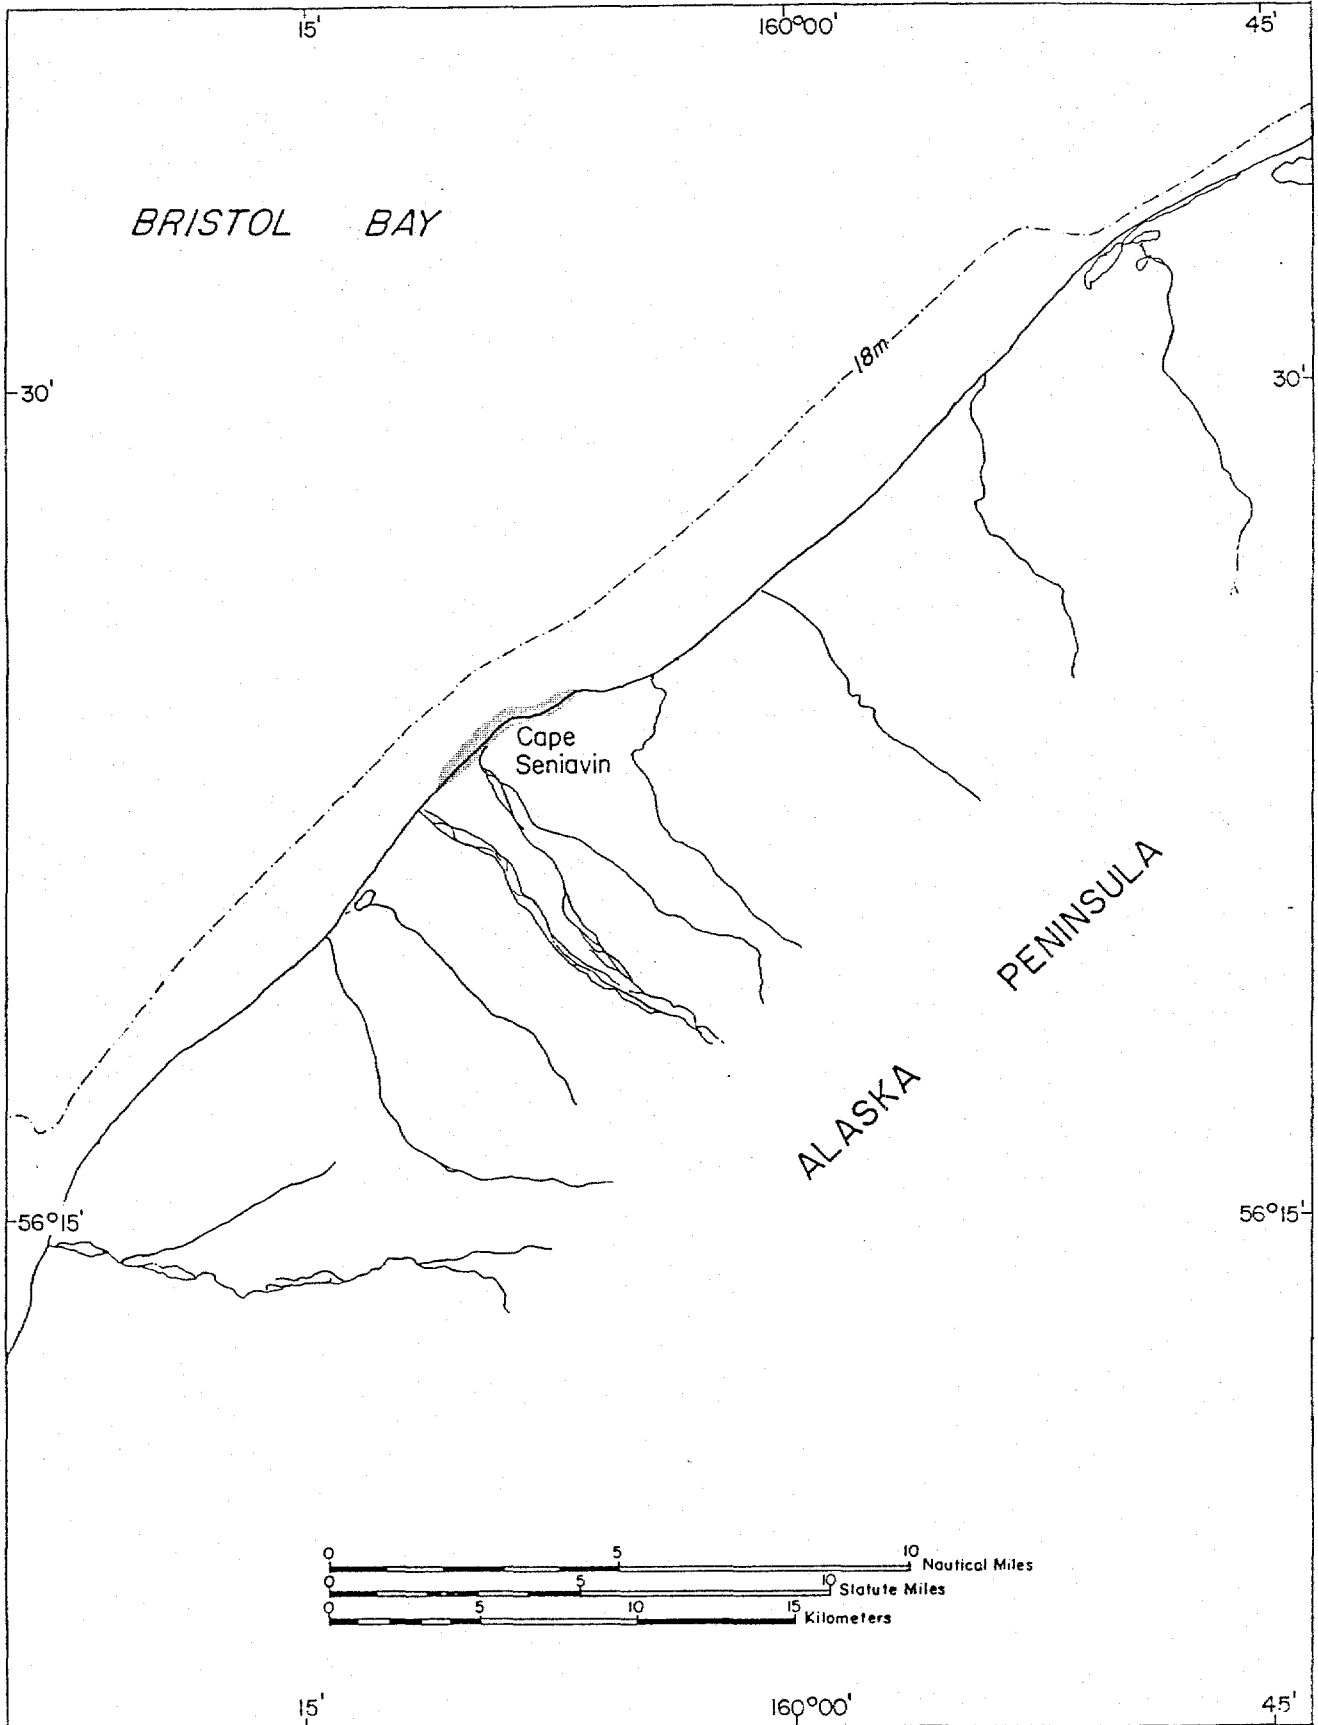 15' 160°00' 45'
BRISTOL BAY
18m
30' 30'
Cape
Seniavin
PENINSULA
ALASKA
56°15' 56°15'
0 5 10 Nautical Miles
0 5 10 Statute Miles
0 5 10 15 Kilometers
15' 160°00' 45'